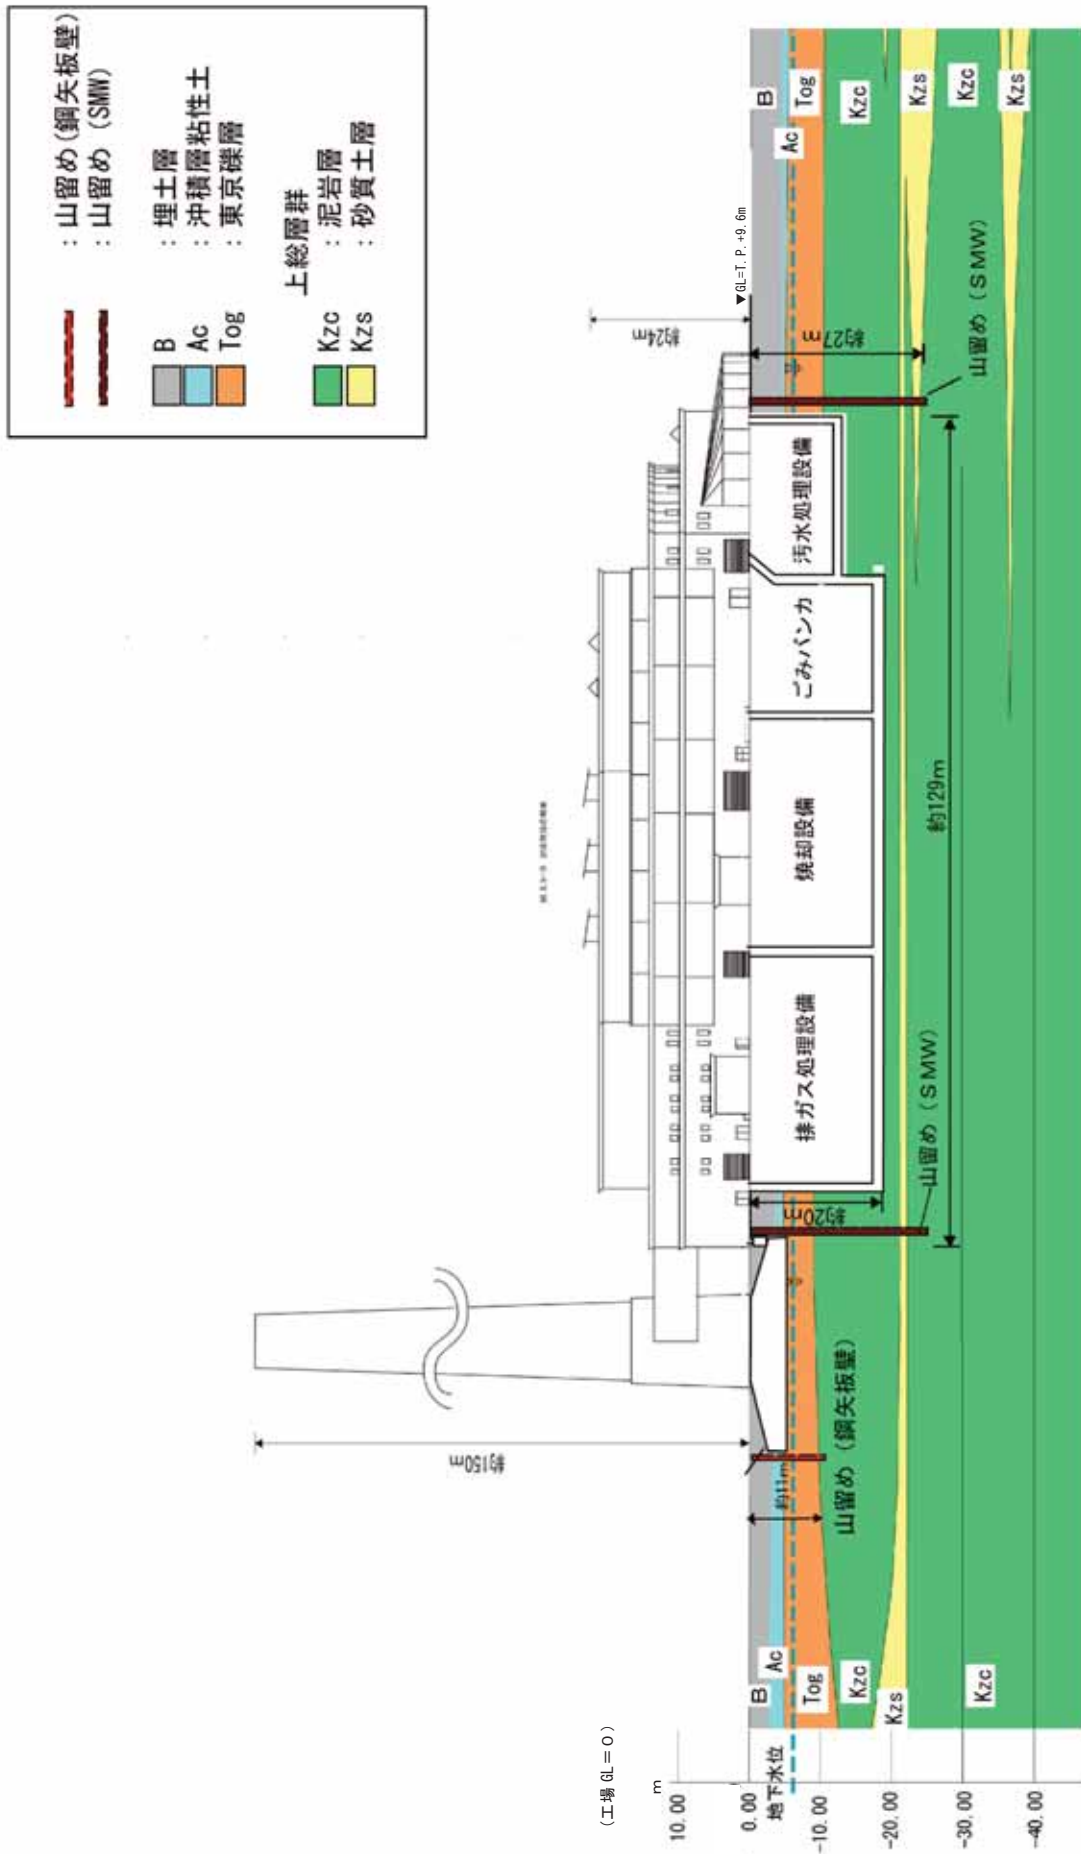 ：山留め(鋼矢板壁)
：山留め (SMW)
B ：埋土層
Ac ：沖積層粘性土
Tog ：東京礫層
上総層群
Kzc ：泥岩層
Kzs ：砂質土層
約150m
約24m
▼GL=T.P.+9.6m
(工場 GL=0)
m
10.00
0.00
地下水位
-10.00
-20.00
-30.00
-40.00
B
Ac
Tog
Kzc
Kzs
Kzc
約11m
山留め (鋼矢板壁)
約20m
山留め (SMW)
排ガス処理設備
焼却設備
ごみバンカ
汚水処理設備
約129m
約27m
山留め (SMW)
B
Ac
Tog
Kzc
Kzs
Kzc
Kzs